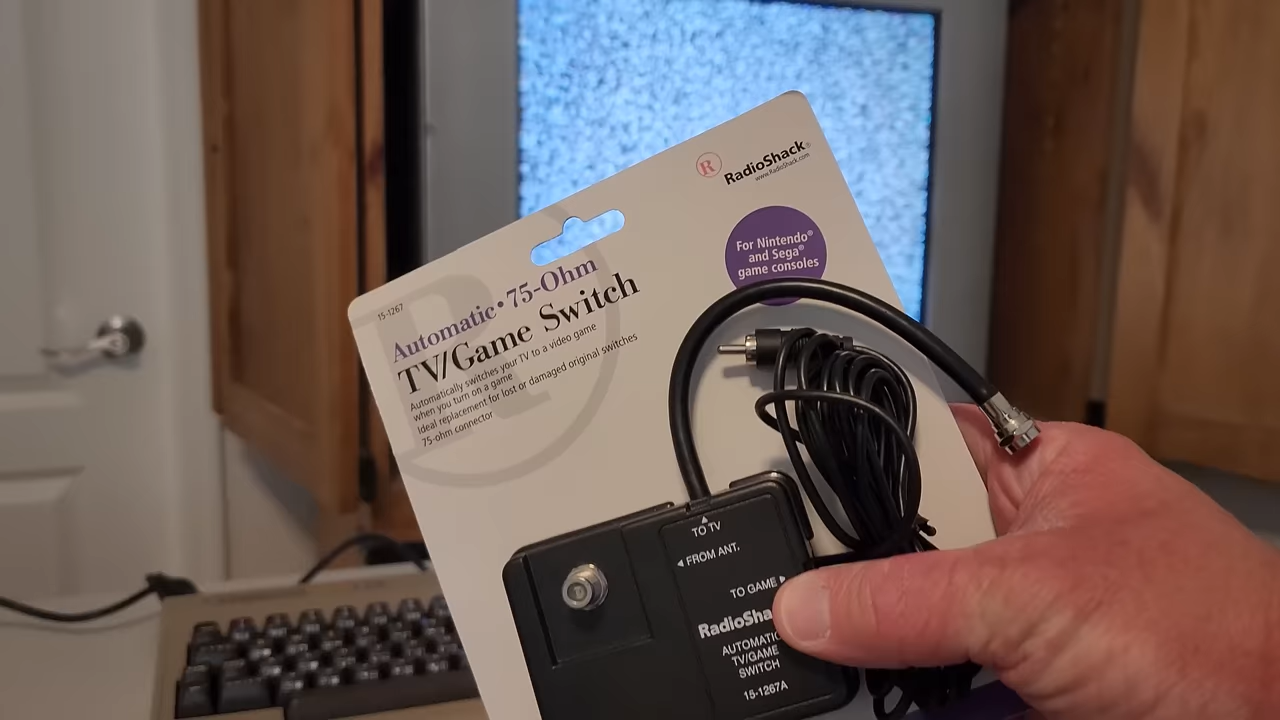 R RadioShack®
www.RadioShack.com
For Nintendo®
and Sega®
game consoles
15-1267
Automatic • 75-Ohm
TV/Game Switch
Automatically switches your TV to a video game
when you turn on a game
Ideal replacement for lost or damaged original switches
75-ohm connector
TO TV
FROM ANT.
TO GAME
RadioSha
AUTOMATIC
TV/GAME
SWITCH
15-1267A